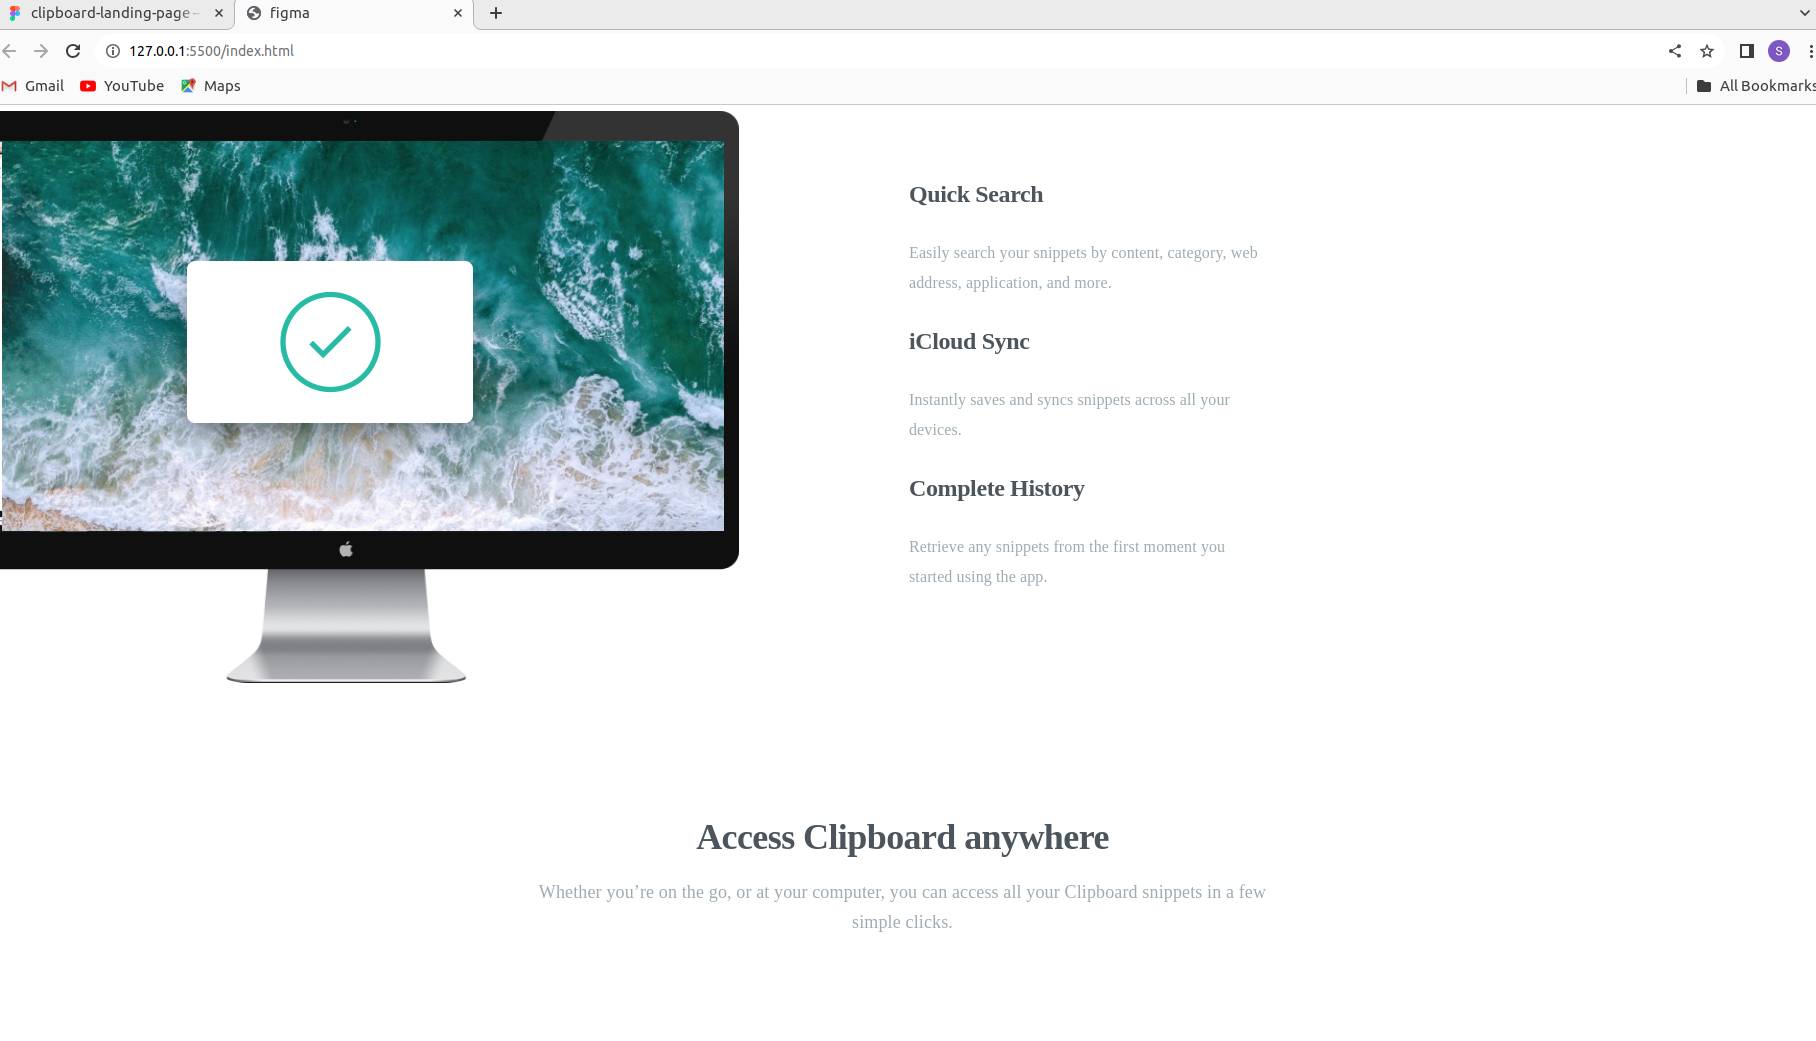 clipboard-landing-page
figma
127.0.0.1:5500/index.html
S
Gmail
YouTube
Maps
All Bookmarks
Quick Search
Easily search your snippets by content, category, web
address, application, and more.
iCloud Sync
Instantly saves and syncs snippets across all your
devices.
Complete History
Retrieve any snippets from the first moment you
started using the app.
Access Clipboard anywhere
Whether you’re on the go, or at your computer, you can access all your Clipboard snippets in a few
simple clicks.